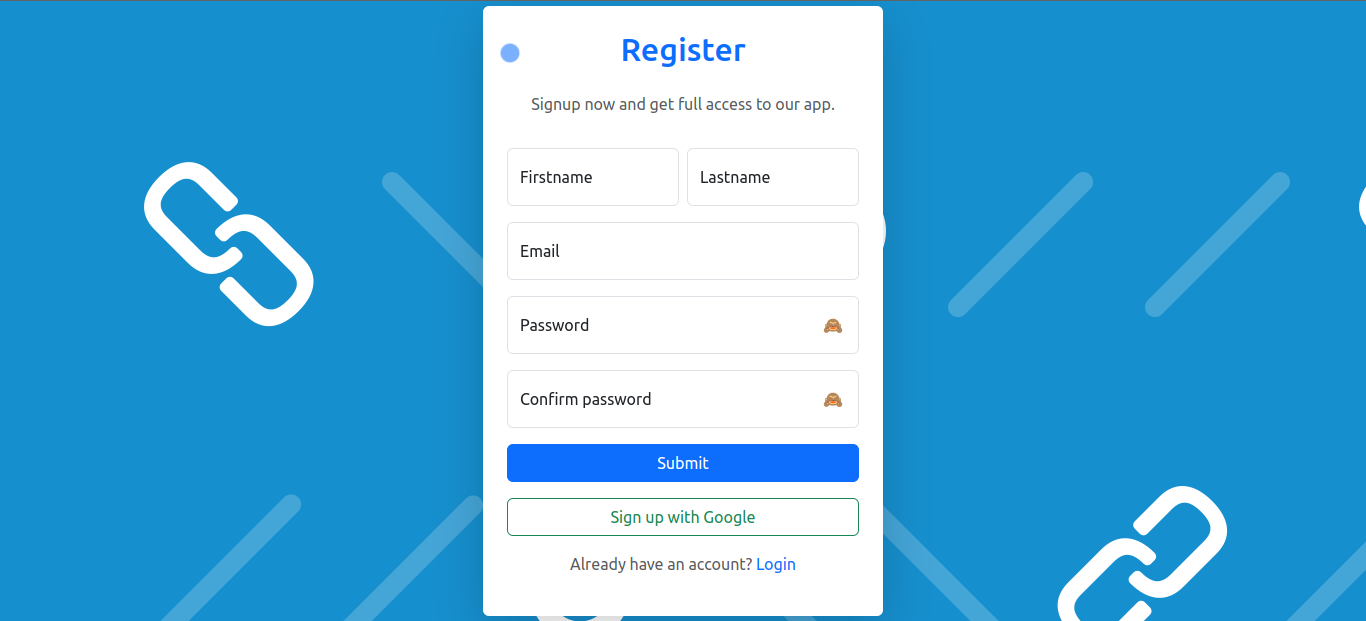 Register
Signup now and get full access to our app.
Firstname Lastname
Email
Password
Confirm password
Submit
Sign up with Google
Already have an account? Login